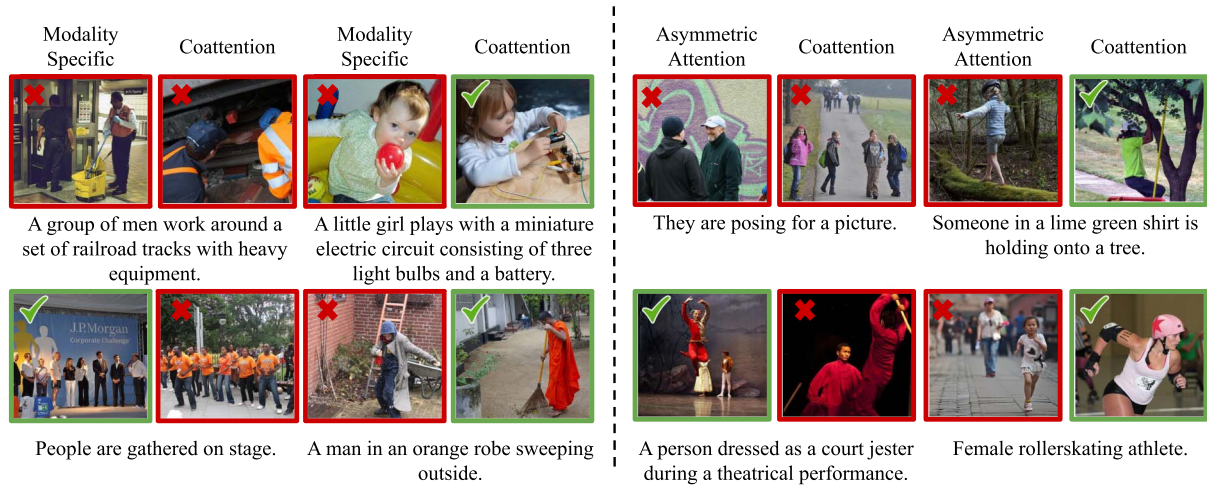 Modality
Specific
Coattention
Modality
Specific
Coattention
A group of men work around a
set of railroad tracks with heavy
equipment.
A little girl plays with a miniature
electric circuit consisting of three
light bulbs and a battery.
J.P.Morgan
Corporate Challenge
People are gathered on stage.
A man in an orange robe sweeping
outside.
Asymmetric
Attention
Coattention
Asymmetric
Attention
Coattention
They are posing for a picture.
Someone in a lime green shirt is
holding onto a tree.
A person dressed as a court jester
during a theatrical performance.
Female rollerskating athlete.